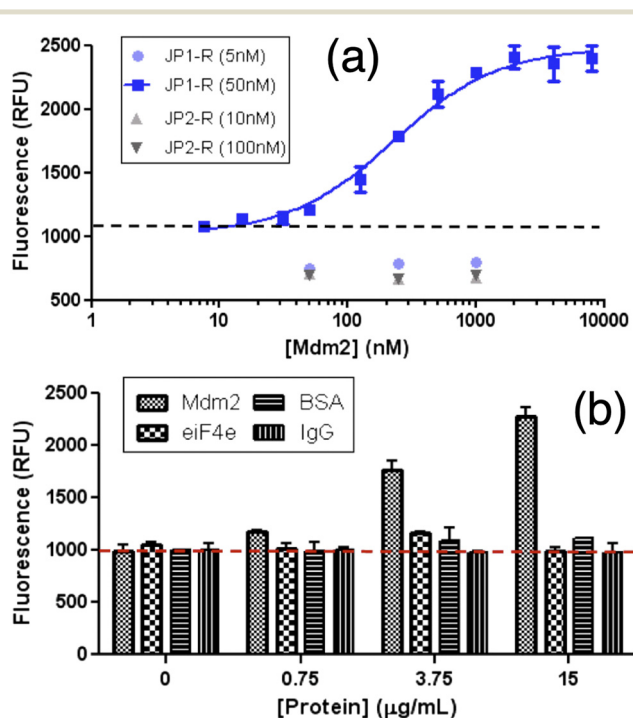 (a)
JP1-R (5nM)
JP1-R (50nM)
JP2-R (10nM)
JP2-R (100nM)
Fluorescence (RFU)
2500
2000
1500
1000
500
1 10 100 1000 10000
[Mdm2] (nM)
(b)
Mdm2 BSA
eiF4e IgG
Fluorescence (RFU)
2500
2000
1500
1000
500
0
0 0.75 3.75 15
[Protein] (μg/mL)